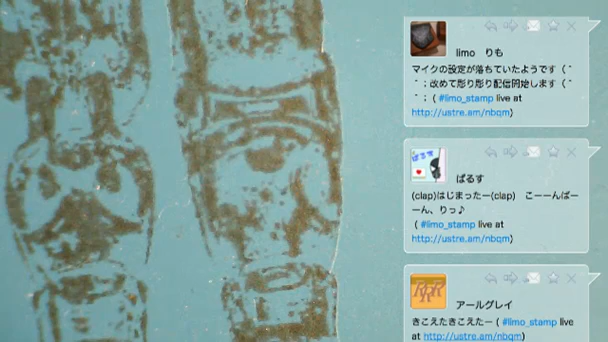 limo りも
マイクの設定が落ちていたようです（´
｀；改めて彫り彫り配信開始します（´
｀；（ #limo_stamp live at
http://ustre.am/nbqm)
ぱるす
(clap)はじまったー(clap) こーーんばー
ーん、りっ♪
( #limo_stamp live at
http://ustre.am/nbqm)
アールグレイ
きこえたきこえたー ( #limo_stamp live
at http://ustre.am/nbqm)